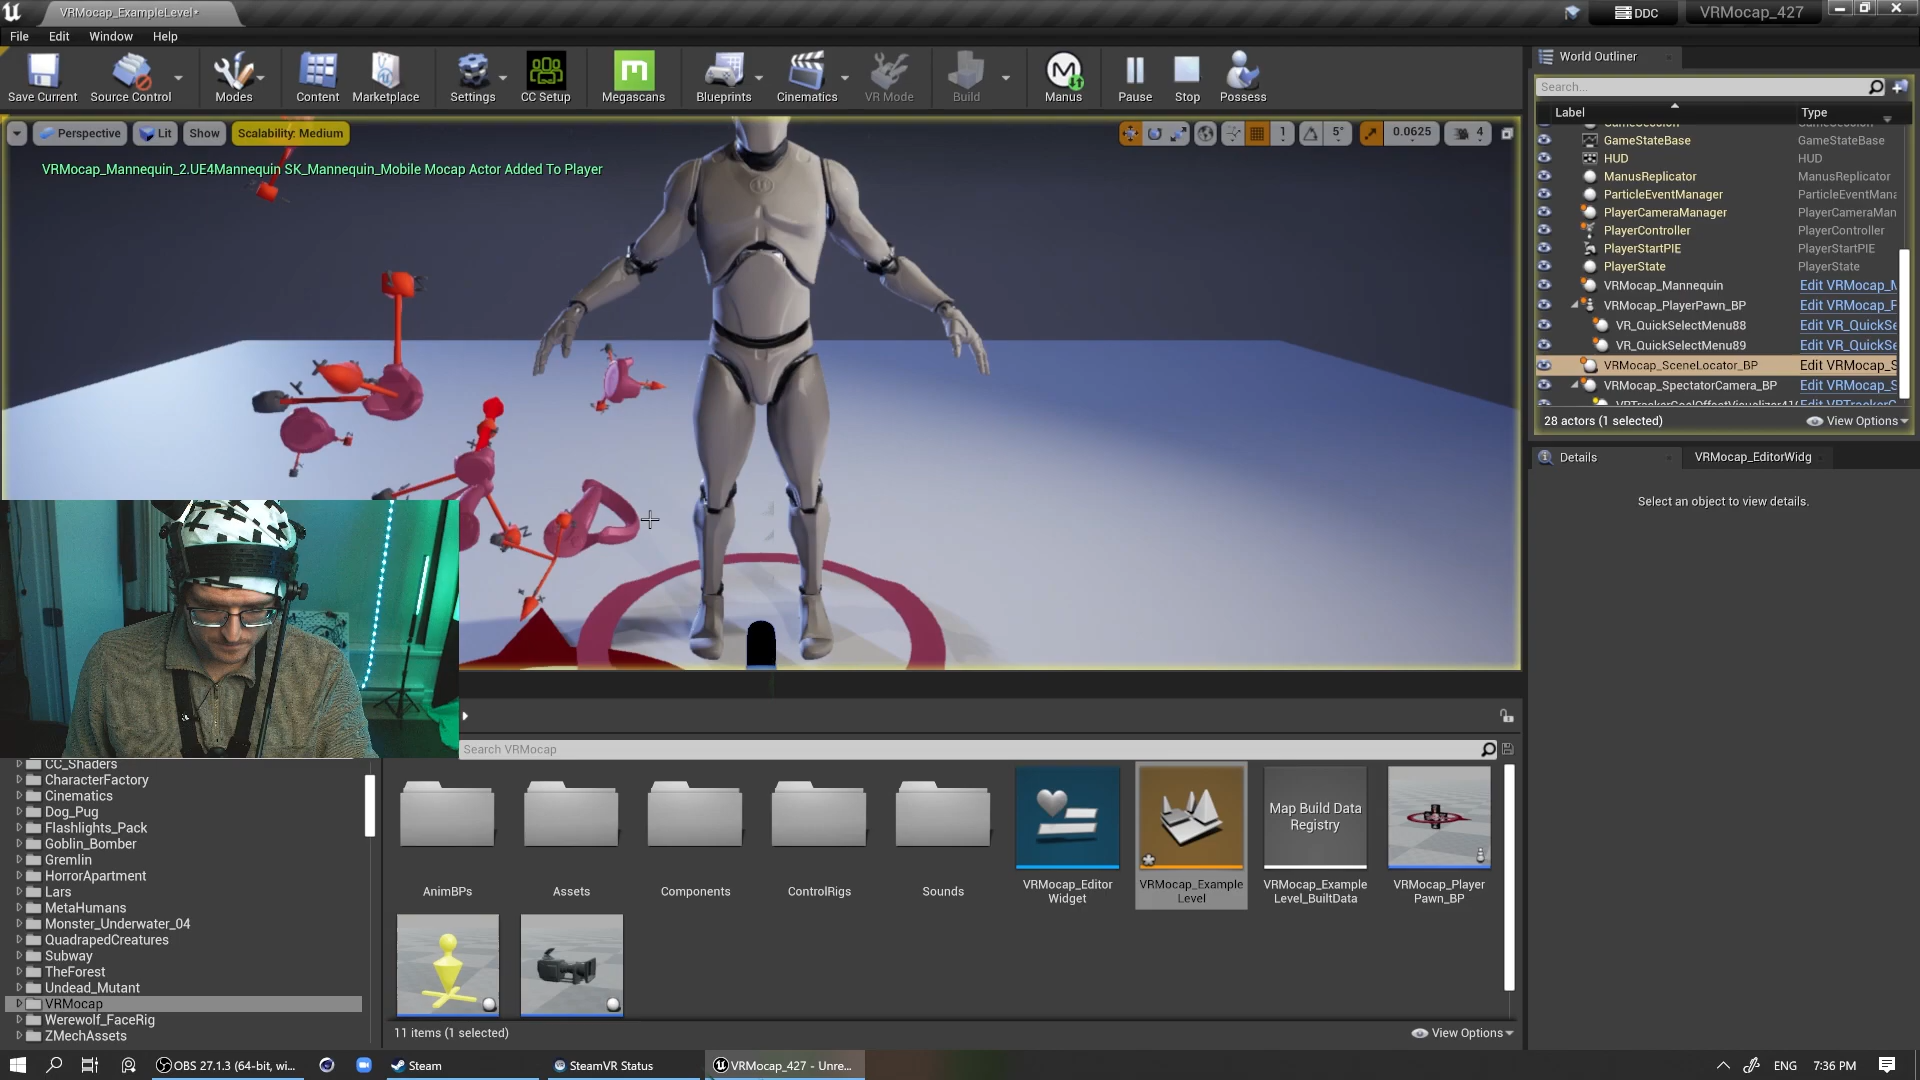 VRMocap_ExampleLevel*
DDC
VRMocap_427
File Edit Window Help
Save Current
Source Control
Modes
Content
Marketplace
Settings
CC Setup
Megascans
Blueprints
Cinematics
VR Mode
Build
Manus
Pause
Stop
Possess
Perspective
Lit
Show
Scalability: Medium
1
5°
0.0625
4
VRMocap_Mannequin_2.UE4Mannequin SK_Mannequin_Mobile Mocap Actor Added To Player
World Outliner
Search...
Label Type
GameStateBase GameStateBase
HUD HUD
ManusReplicator ManusReplicator
ParticleEventManager ParticleEventMana
PlayerCameraManager PlayerCameraMan
PlayerController PlayerController
PlayerStartPIE PlayerStartPIE
PlayerState PlayerState
VRMocap_Mannequin Edit VRMocap_M
VRMocap_PlayerPawn_BP Edit VRMocap_P
VR_QuickSelectMenu88 Edit VR_QuickSe
VR_QuickSelectMenu89 Edit VR_QuickSe
VRMocap_SceneLocator_BP Edit VRMocap_S
VRMocap_SpectatorCamera_BP Edit VRMocap_S
28 actors (1 selected)
View Options
Details
VRMocap_EditorWidg
Select an object to view details.
Search VRMocap
CC_Shaders
CharacterFactory
Cinematics
Dog_Pug
Flashlights_Pack
Goblin_Bomber
Gremlin
HorrorApartment
Lars
MetaHumans
Monster_Underwater_04
QuadrapedCreatures
Subway
TheForest
Undead_Mutant
VRMocap
Werewolf_FaceRig
ZMechAssets
AnimBPs
Assets
Components
ControlRigs
Sounds
VRMocap_Editor
Widget
VRMocap_Example
Level
Map Build Data
Registry
VRMocap_Example
Level_BuiltData
VRMocap_Player
Pawn_BP
11 items (1 selected)
View Options
OBS 27.1.3 (64-bit, wi...
Steam
SteamVR Status
VRMocap_427 - Unre...
ENG
7:36 PM